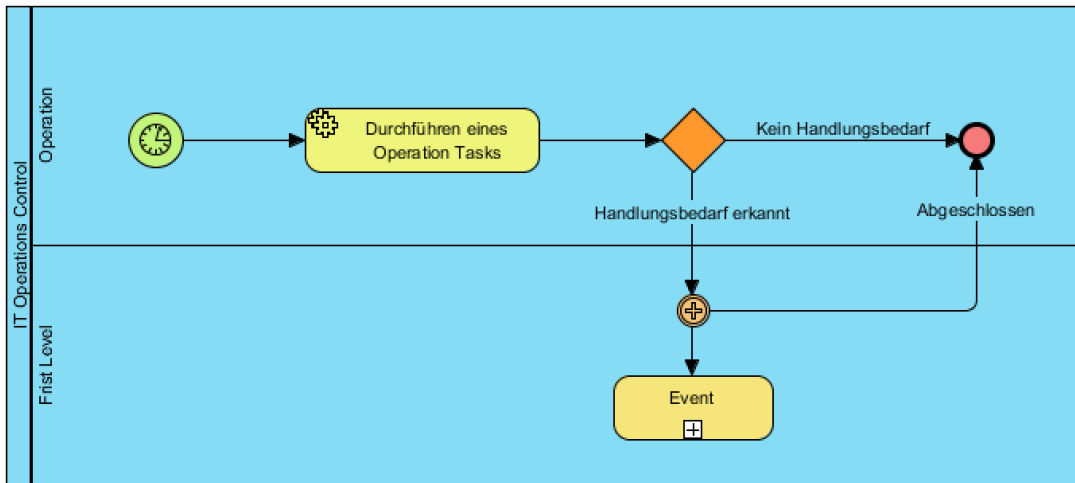 IT Operations Control
Operation
Durchführen eines
Operation Tasks
Kein Handlungsbedarf
Handlungsbedarf erkannt
Abgeschlossen
Frist Level
Event